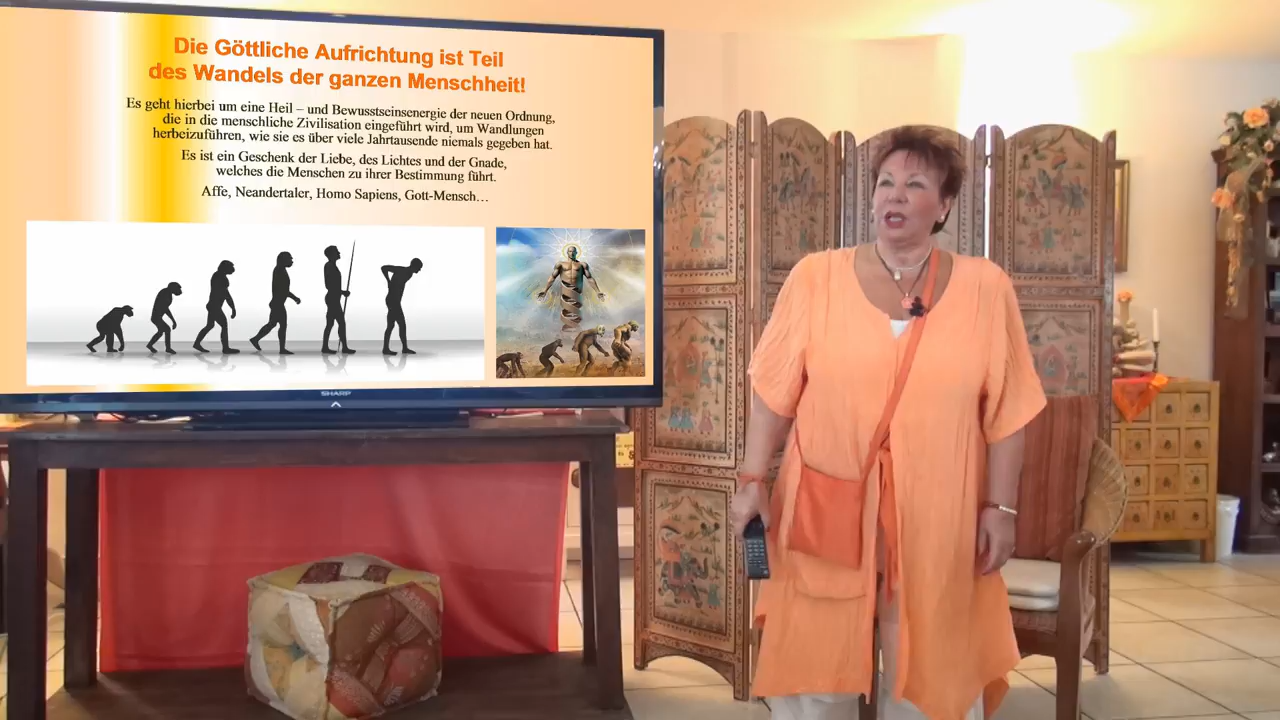 Die Göttliche Aufrichtung ist Teil
des Wandels der ganzen Menschheit!
Es geht hierbei um eine Heil – und Bewusstseinsenergie der neuen Ordnung,
die in die menschliche Zivilisation eingeführt wird, um Wandlungen
herbeizuführen, wie sie es über viele Jahrtausende niemals gegeben hat.
Es ist ein Geschenk der Liebe, des Lichtes und der Gnade,
welches die Menschen zu ihrer Bestimmung führt.
Affe, Neandertaler, Homo Sapiens, Gott-Mensch…
SHARP